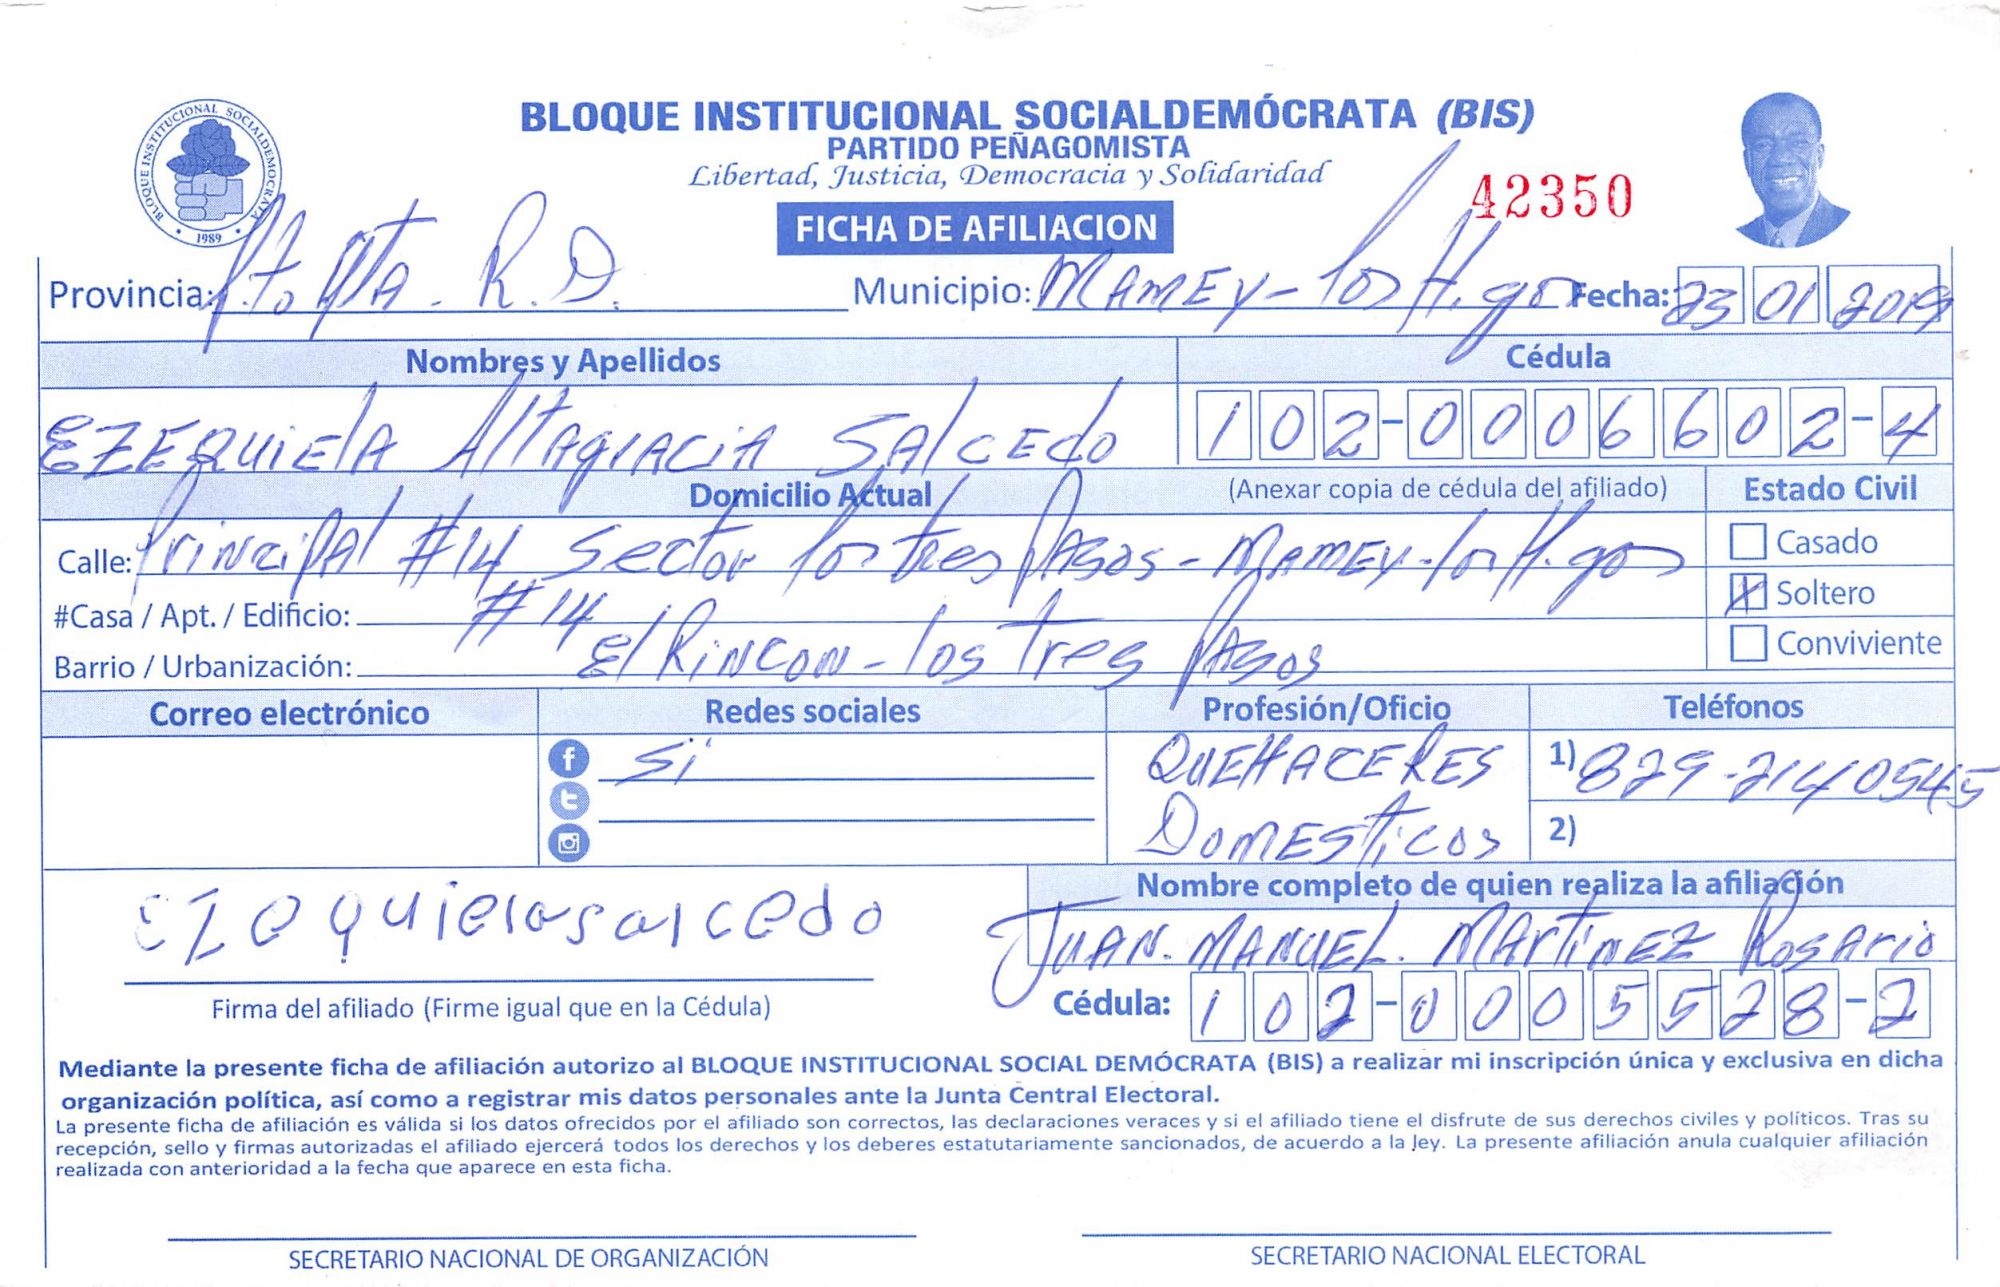 BLOQUE INSTITUCIONAL SOCIALDEMOCRATA
1989
BLOQUE INSTITUCIONAL SOCIALDEMÓCRATA (BIS)
PARTIDO PEÑAGOMISTA
Libertad, Justicia, Democracia y Solidaridad
42350
FICHA DE AFILIACION
Provincia: Pto. Pta. R.D. Municipio: MAMEY - los H.gos Fecha: 23 01 2019
Nombres y Apellidos Cédula
EZEQUIElA AltAgrACiA SAlCEDo 102-0006602-4
Domicilio Actual (Anexar copia de cédula del afiliado) Estado Civil
Calle: PriNcipAl #14 Sector los tres PAsos - MAMEY - los H.gos Casado
#Casa / Apt. / Edificio: #14 X Soltero
Barrio / Urbanización: El RiNCON - los Tres PAsos Conviviente
Correo electrónico Redes sociales Profesión/Oficio Teléfonos
Si QUEHACERES 1) 829-2140545
DOMEsticos 2)
Nombre completo de quien realiza la afiliación
Ezequiela salcedo JUAN. MANUEL. MARtiNEZ RosArio
Firma del afiliado (Firme igual que en la Cédula) Cédula: 102-0005528-2
Mediante la presente ficha de afiliación autorizo al BLOQUE INSTITUCIONAL SOCIAL DEMÓCRATA (BIS) a realizar mi inscripción única y exclusiva en dicha
organización política, así como a registrar mis datos personales ante la Junta Central Electoral.
La presente ficha de afiliación es válida si los datos ofrecidos por el afiliado son correctos, las declaraciones veraces y si el afiliado tiene el disfrute de sus derechos civiles y políticos. Tras su
recepción, sello y firmas autorizadas el afiliado ejercerá todos los derechos y los deberes estatutariamente sancionados, de acuerdo a la ley. La presente afiliación anula cualquier afiliación
realizada con anterioridad a la fecha que aparece en esta ficha.
SECRETARIO NACIONAL DE ORGANIZACIÓN SECRETARIO NACIONAL ELECTORAL